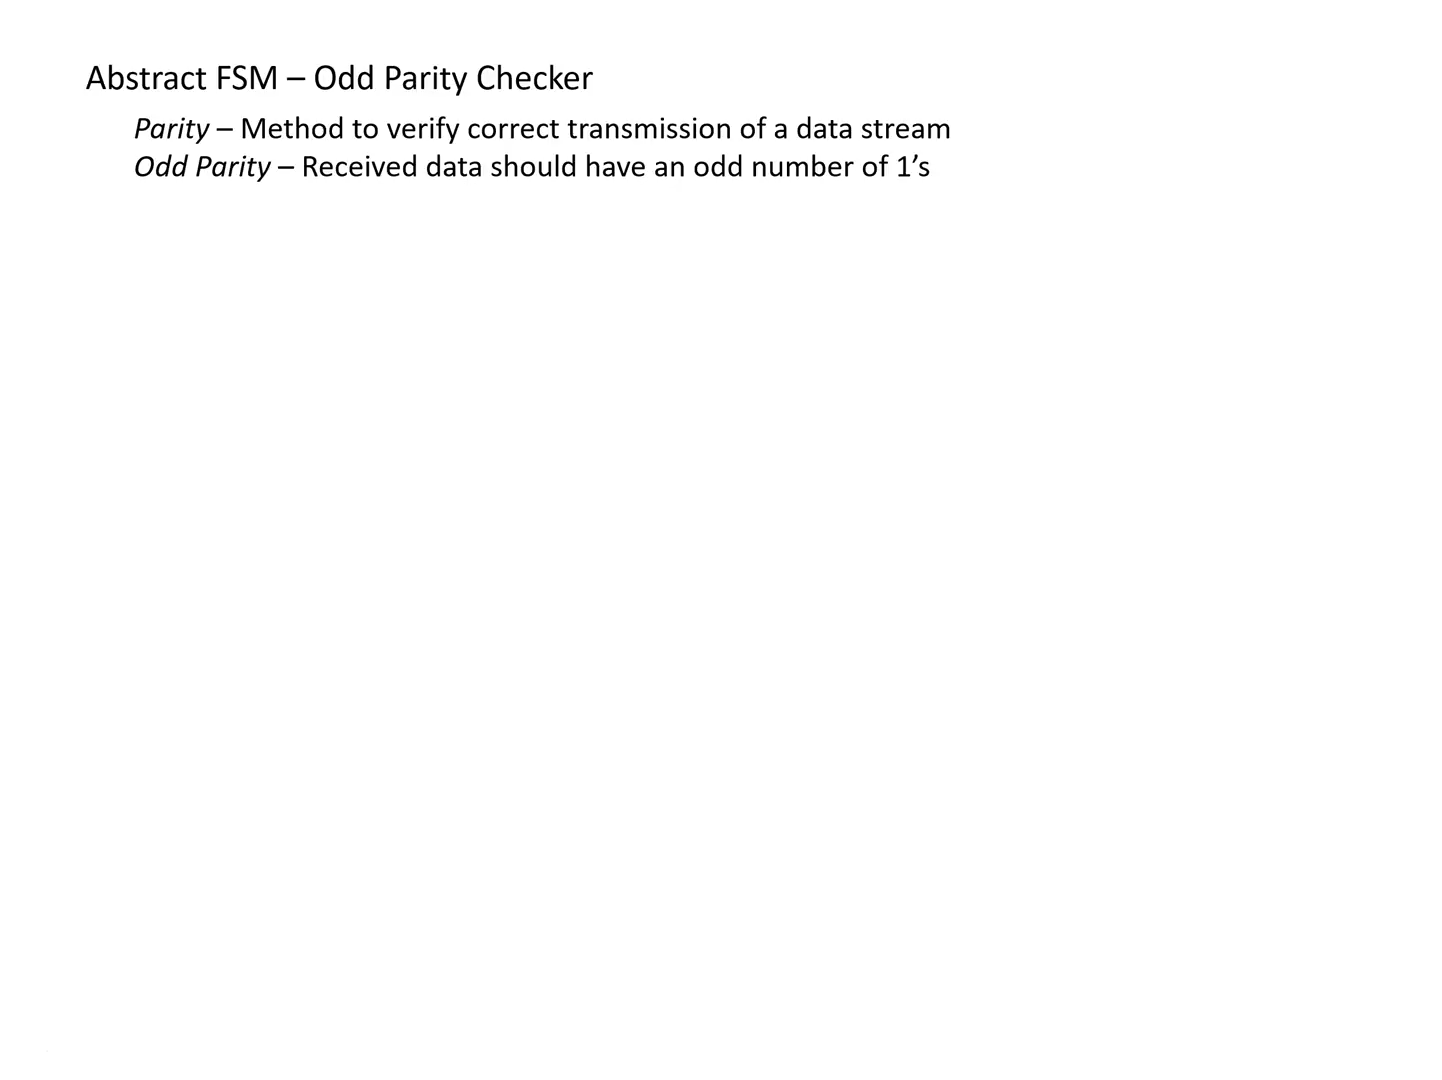 Abstract FSM – Odd Parity Checker
Parity – Method to verify correct transmission of a data stream
Odd Parity – Received data should have an odd number of 1’s